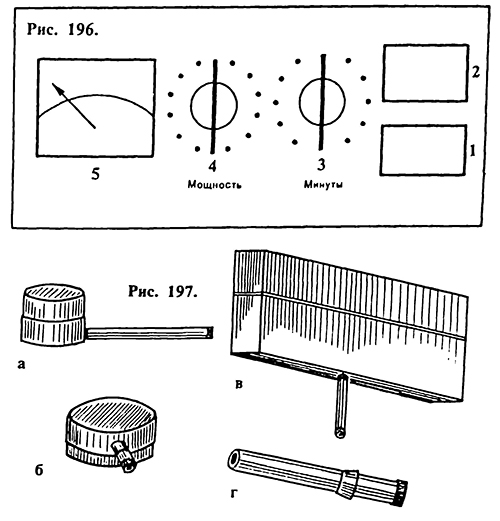 Рис. 196.
2
1
5
4
3
Мощность
Минуты
Рис. 197.
а
в
б
г